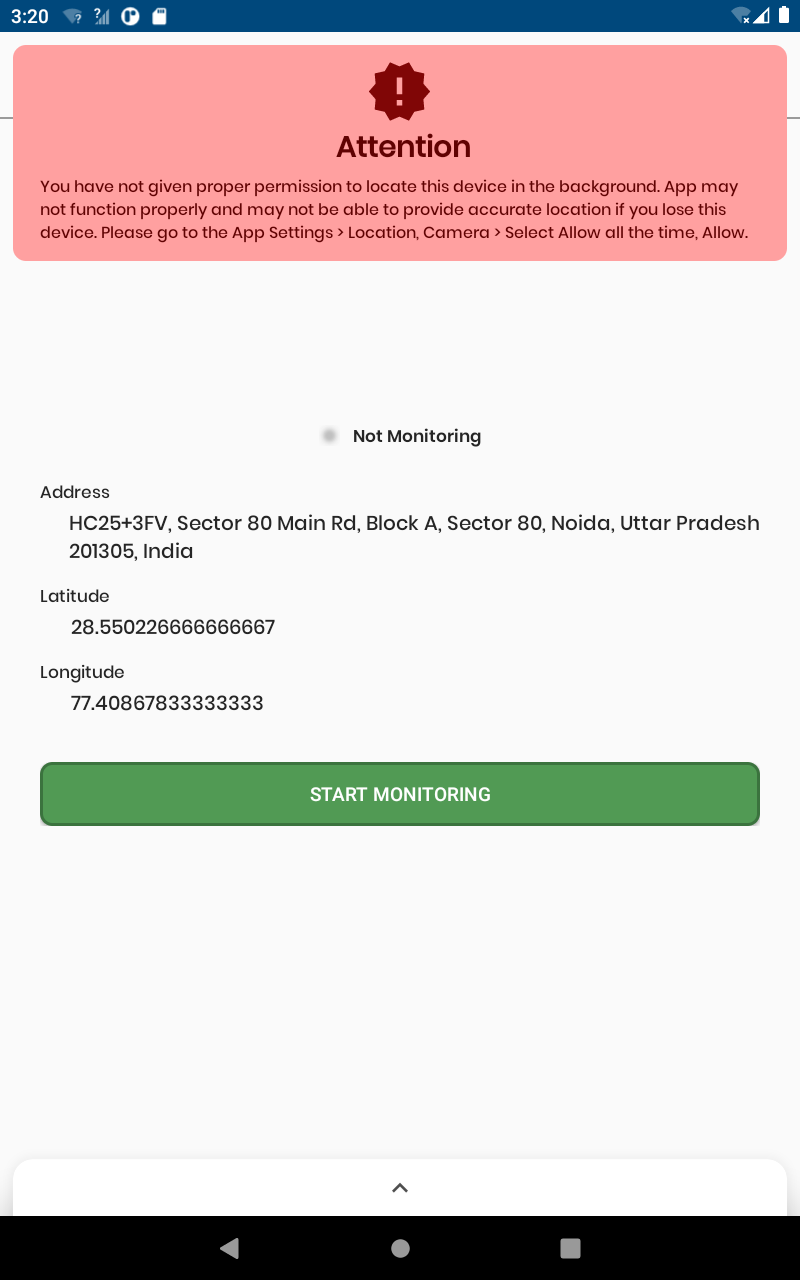 3:20
Attention
You have not given proper permission to locate this device in the background. App may
not function properly and may not be able to provide accurate location if you lose this
device. Please go to the App Settings > Location, Camera > Select Allow all the time, Allow.
Not Monitoring
Address
HC25+3FV, Sector 80 Main Rd, Block A, Sector 80, Noida, Uttar Pradesh
201305, India
Latitude
28.550226666666667
Longitude
77.40867833333333
START MONITORING